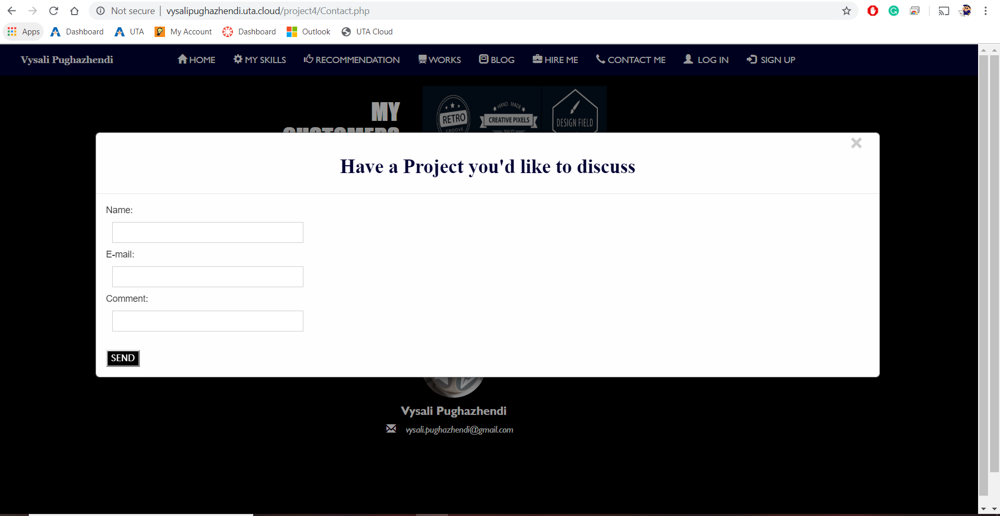 Not secure | vysalipughazhendi.uta.cloud/project4/Contact.php
Apps Dashboard UTA My Account Dashboard Outlook UTA Cloud
Vysali Pughazhendi HOME MY SKILLS RECOMMENDATION WORKS BLOG HIRE ME CONTACT ME LOG IN SIGN UP
MY
CUSTOMERS
RETRO
GROOVE
HAND MADE
CREATIVE PIXELS
QUALITY
DESIGN FIELD
Have a Project you'd like to discuss
Name:
E-mail:
Comment:
SEND
Vysali Pughazhendi
vysali.pughazhendi@gmail.com